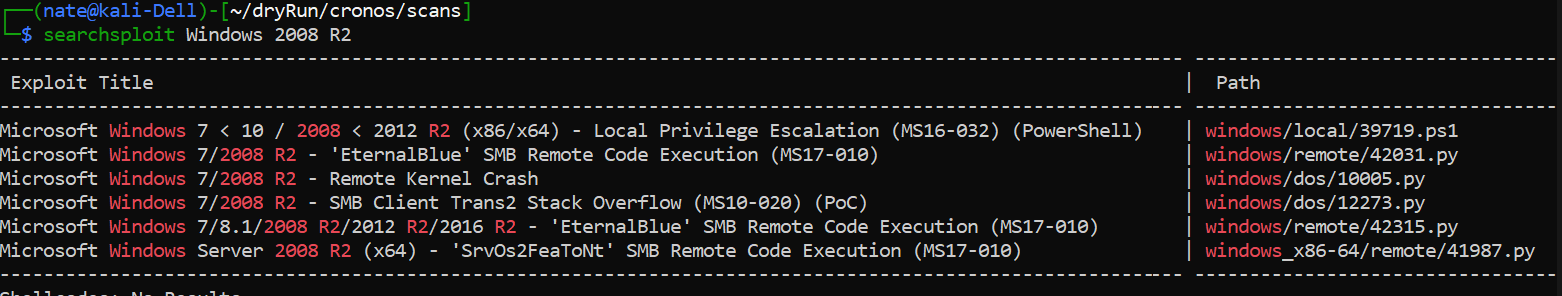 ┌──(nate@kali-Dell)-[~/dryRun/cronos/scans]
└─$ searchsploit Windows 2008 R2
Exploit Title | Path
Microsoft Windows 7 < 10 / 2008 < 2012 R2 (x86/x64) - Local Privilege Escalation (MS16-032) (PowerShell) | windows/local/39719.ps1
Microsoft Windows 7/2008 R2 - 'EternalBlue' SMB Remote Code Execution (MS17-010) | windows/remote/42031.py
Microsoft Windows 7/2008 R2 - Remote Kernel Crash | windows/dos/10005.py
Microsoft Windows 7/2008 R2 - SMB Client Trans2 Stack Overflow (MS10-020) (PoC) | windows/dos/12273.py
Microsoft Windows 7/8.1/2008 R2/2012 R2/2016 R2 - 'EternalBlue' SMB Remote Code Execution (MS17-010) | windows/remote/42315.py
Microsoft Windows Server 2008 R2 (x64) - 'SrvOs2FeaToNt' SMB Remote Code Execution (MS17-010) | windows_x86-64/remote/41987.py
Shellcodes: No Results